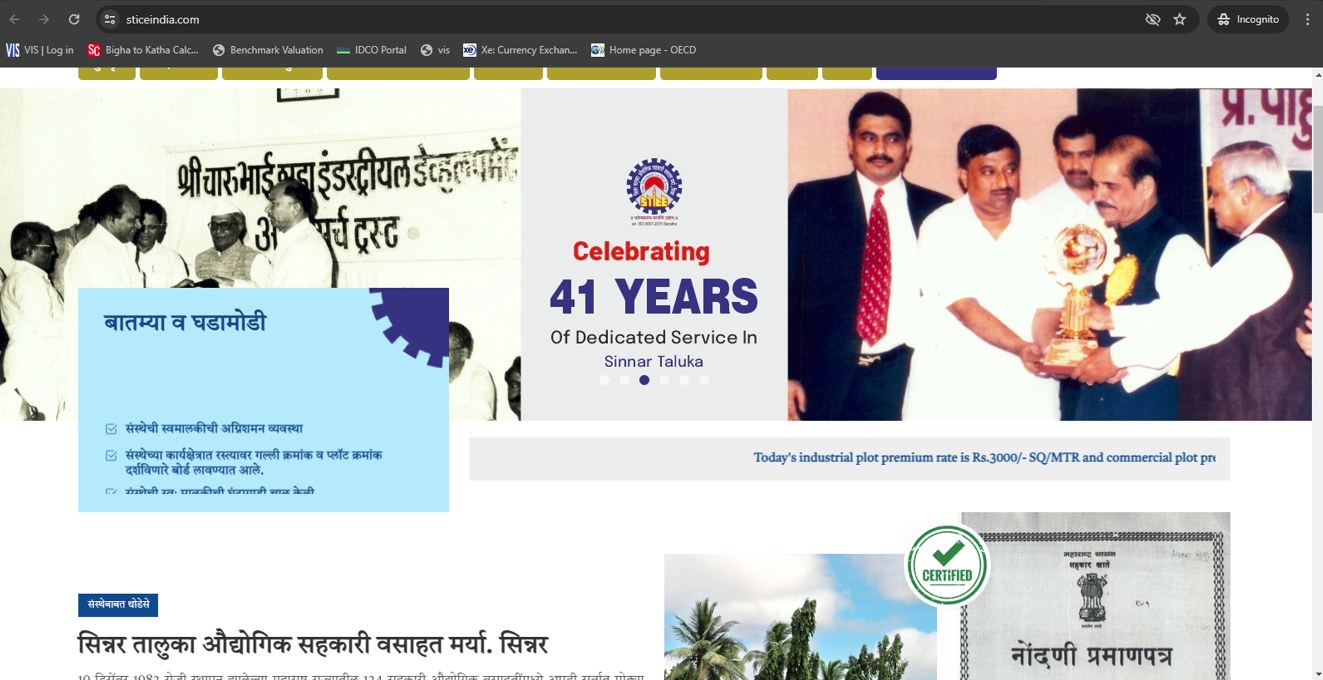 sticeindia.com
Incognito
VIS | Log in
Bigha to Katha Calc...
Benchmark Valuation
IDCO Portal
vis
Xe: Currency Exchan...
Home page - OECD
श्री चारुभाई शहा इंडस्ट्रीयल डेव्हलपमेंट
र्च ट्रस्ट
प्र. पा
STICE
Celebrating
41 YEARS
Of Dedicated Service In
Sinnar Taluka
बातम्या व घडामोडी
संस्थेची स्वमालकीची अग्निशमन व्यवस्था
संस्थेच्या कार्यक्षेत्रात रस्त्यावर गल्ली क्रमांक व प्लॉट क्रमांक
दर्शविणारे बोर्ड लावण्यात आले.
संस्थेची स्व: मालकीची घंटागाडी चालू केली
Today's industrial plot premium rate is Rs.3000/- SQ/MTR and commercial plot pre
संस्थेबाबत थोडेसे
सिन्नर तालुका औद्योगिक सहकारी वसाहत मर्या. सिन्नर
CERTIFIED
महाराष्ट्र शासन
सहकार खाते
नोंदणी प्रमाणपत्र